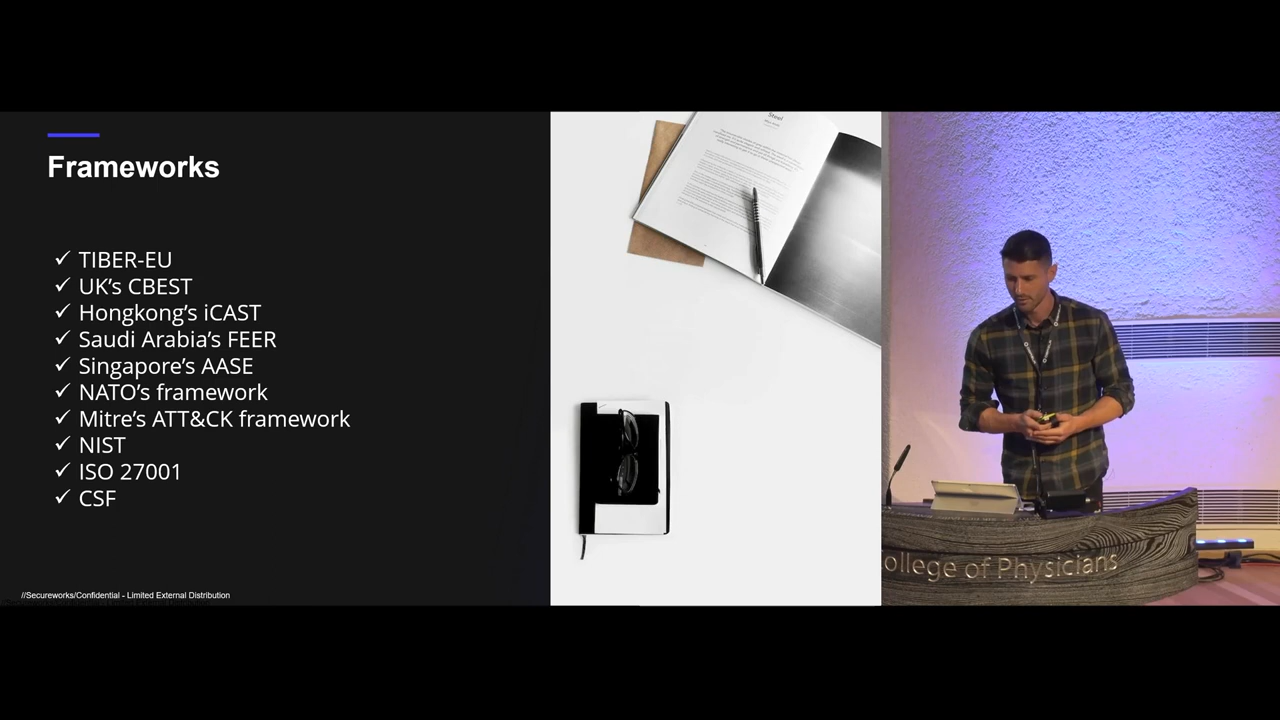 Frameworks
✓ TIBER-EU
✓ UK’s CBEST
✓ Hongkong’s iCAST
✓ Saudi Arabia’s FEER
✓ Singapore’s AASE
✓ NATO’s framework
✓ Mitre’s ATT&CK framework
✓ NIST
✓ ISO 27001
✓ CSF
//Secureworks/Confidential - Limited External Distribution
Steel
ollege of Physicians